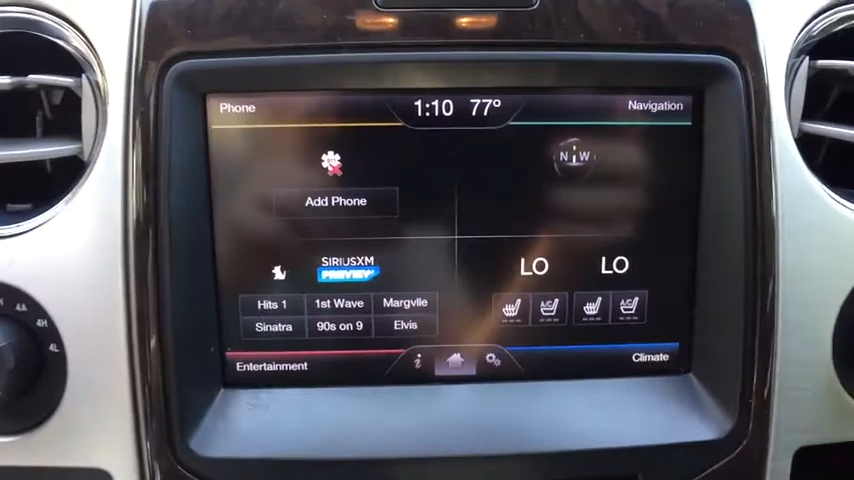 Phone
1:10 77°
Navigation
N W
Add Phone
SIRIUSXM
PREVIEW
LO LO
Hits 1 1st Wave Margvlle
Sinatra 90s on 9 Elvis
A/C A/C
4A
4H
4L
Entertainment
i
Climate